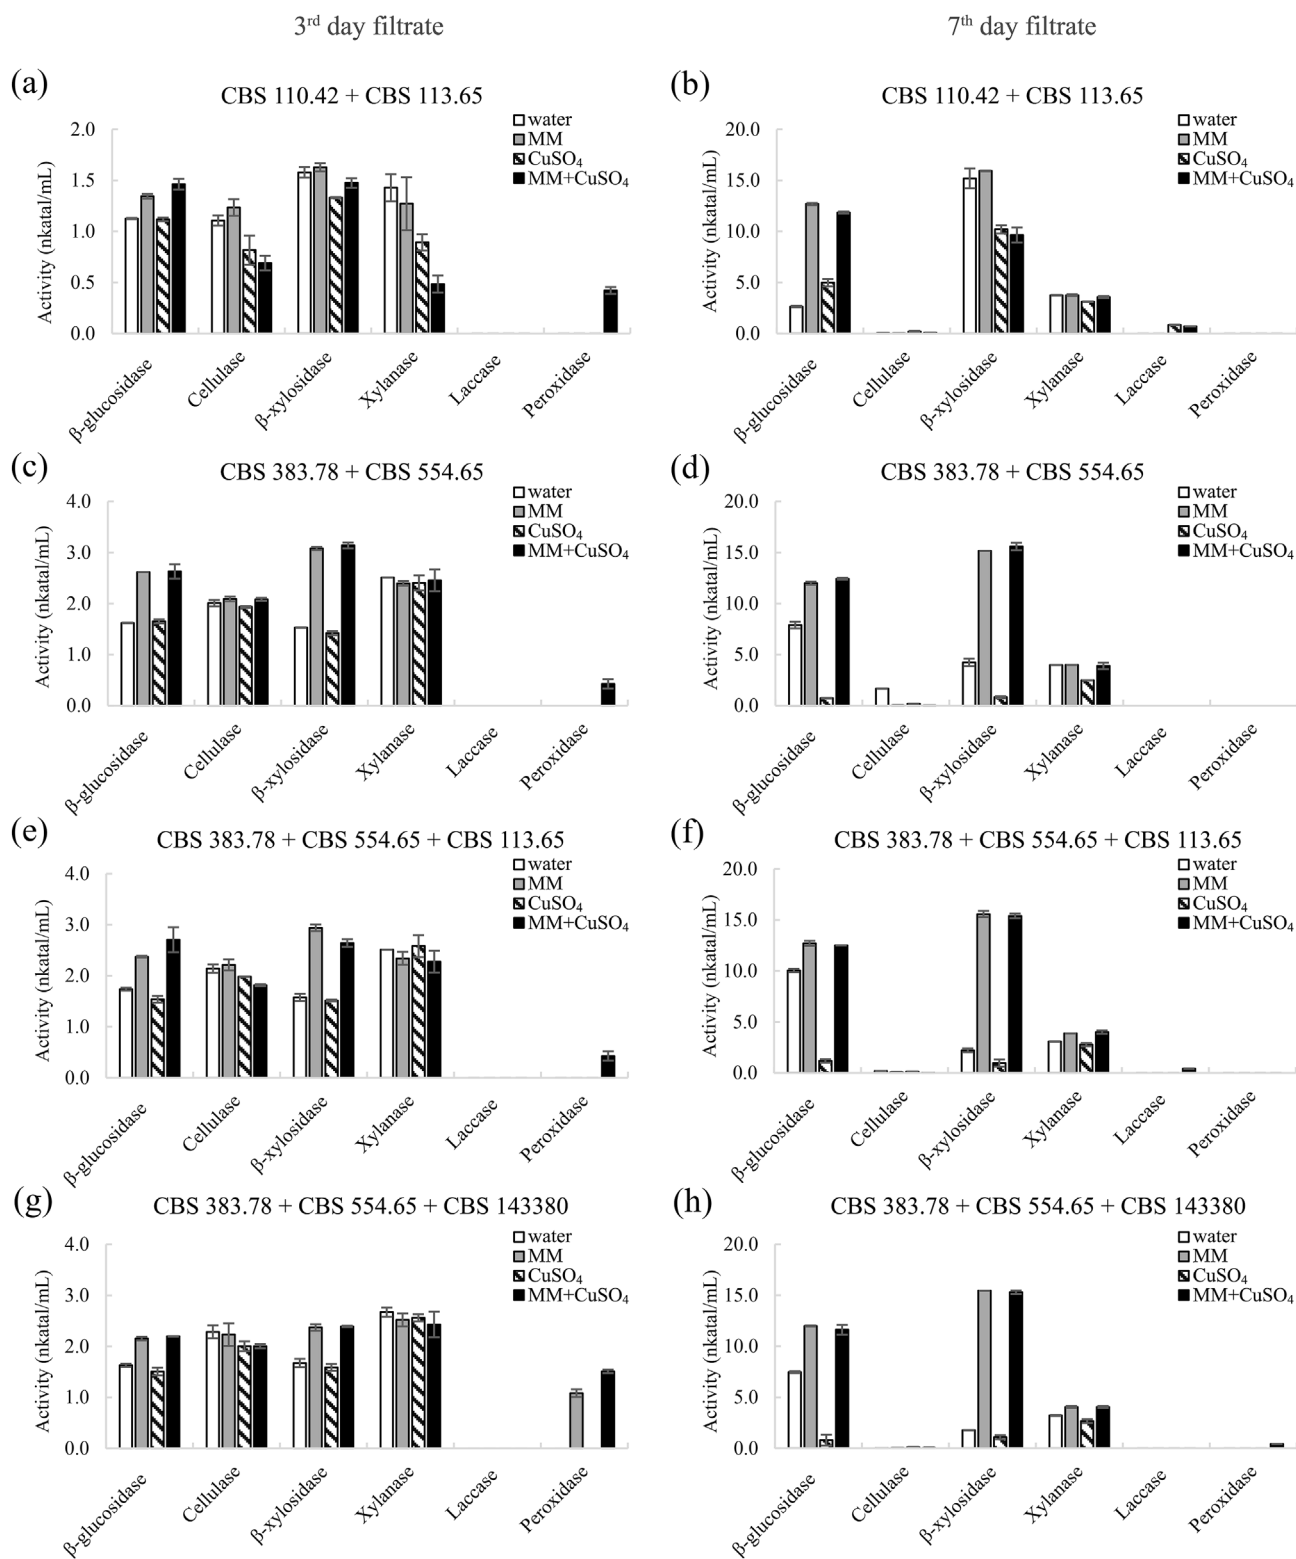 3rd day filtrate
7th day filtrate
(a)
CBS 110.42 + CBS 113.65
water
MM
CuSO₄
MM+CuSO₄
Activity (nkatal/mL)
2.0
1.5
1.0
0.5
0.0
β-glucosidase
Cellulase
β-xylosidase
Xylanase
Laccase
Peroxidase
(b)
CBS 110.42 + CBS 113.65
water
MM
CuSO₄
MM+CuSO₄
Activity (nkatal/mL)
20.0
15.0
10.0
5.0
0.0
β-glucosidase
Cellulase
β-xylosidase
Xylanase
Laccase
Peroxidase
(c)
CBS 383.78 + CBS 554.65
water
MM
CuSO₄
MM+CuSO₄
Activity (nkatal/mL)
4.0
3.0
2.0
1.0
0.0
β-glucosidase
Cellulase
β-xylosidase
Xylanase
Laccase
Peroxidase
(d)
CBS 383.78 + CBS 554.65
water
MM
CuSO₄
MM+CuSO₄
Activity (nkatal/mL)
20.0
15.0
10.0
5.0
0.0
β-glucosidase
Cellulase
β-xylosidase
Xylanase
Laccase
Peroxidase
(e)
CBS 383.78 + CBS 554.65 + CBS 113.65
water
MM
CuSO₄
MM+CuSO₄
Activity (nkatal/mL)
4.0
3.0
2.0
1.0
0.0
β-glucosidase
Cellulase
β-xylosidase
Xylanase
Laccase
Peroxidase
(f)
CBS 383.78 + CBS 554.65 + CBS 113.65
water
MM
CuSO₄
MM+CuSO₄
Activity (nkatal/mL)
20.0
15.0
10.0
5.0
0.0
β-glucosidase
Cellulase
β-xylosidase
Xylanase
Laccase
Peroxidase
(g)
CBS 383.78 + CBS 554.65 + CBS 143380
water
MM
CuSO₄
MM+CuSO₄
Activity (nkatal/mL)
4.0
3.0
2.0
1.0
0.0
β-glucosidase
Cellulase
β-xylosidase
Xylanase
Laccase
Peroxidase
(h)
CBS 383.78 + CBS 554.65 + CBS 143380
water
MM
CuSO₄
MM+CuSO₄
Activity (nkatal/mL)
20.0
15.0
10.0
5.0
0.0
β-glucosidase
Cellulase
β-xylosidase
Xylanase
Laccase
Peroxidase